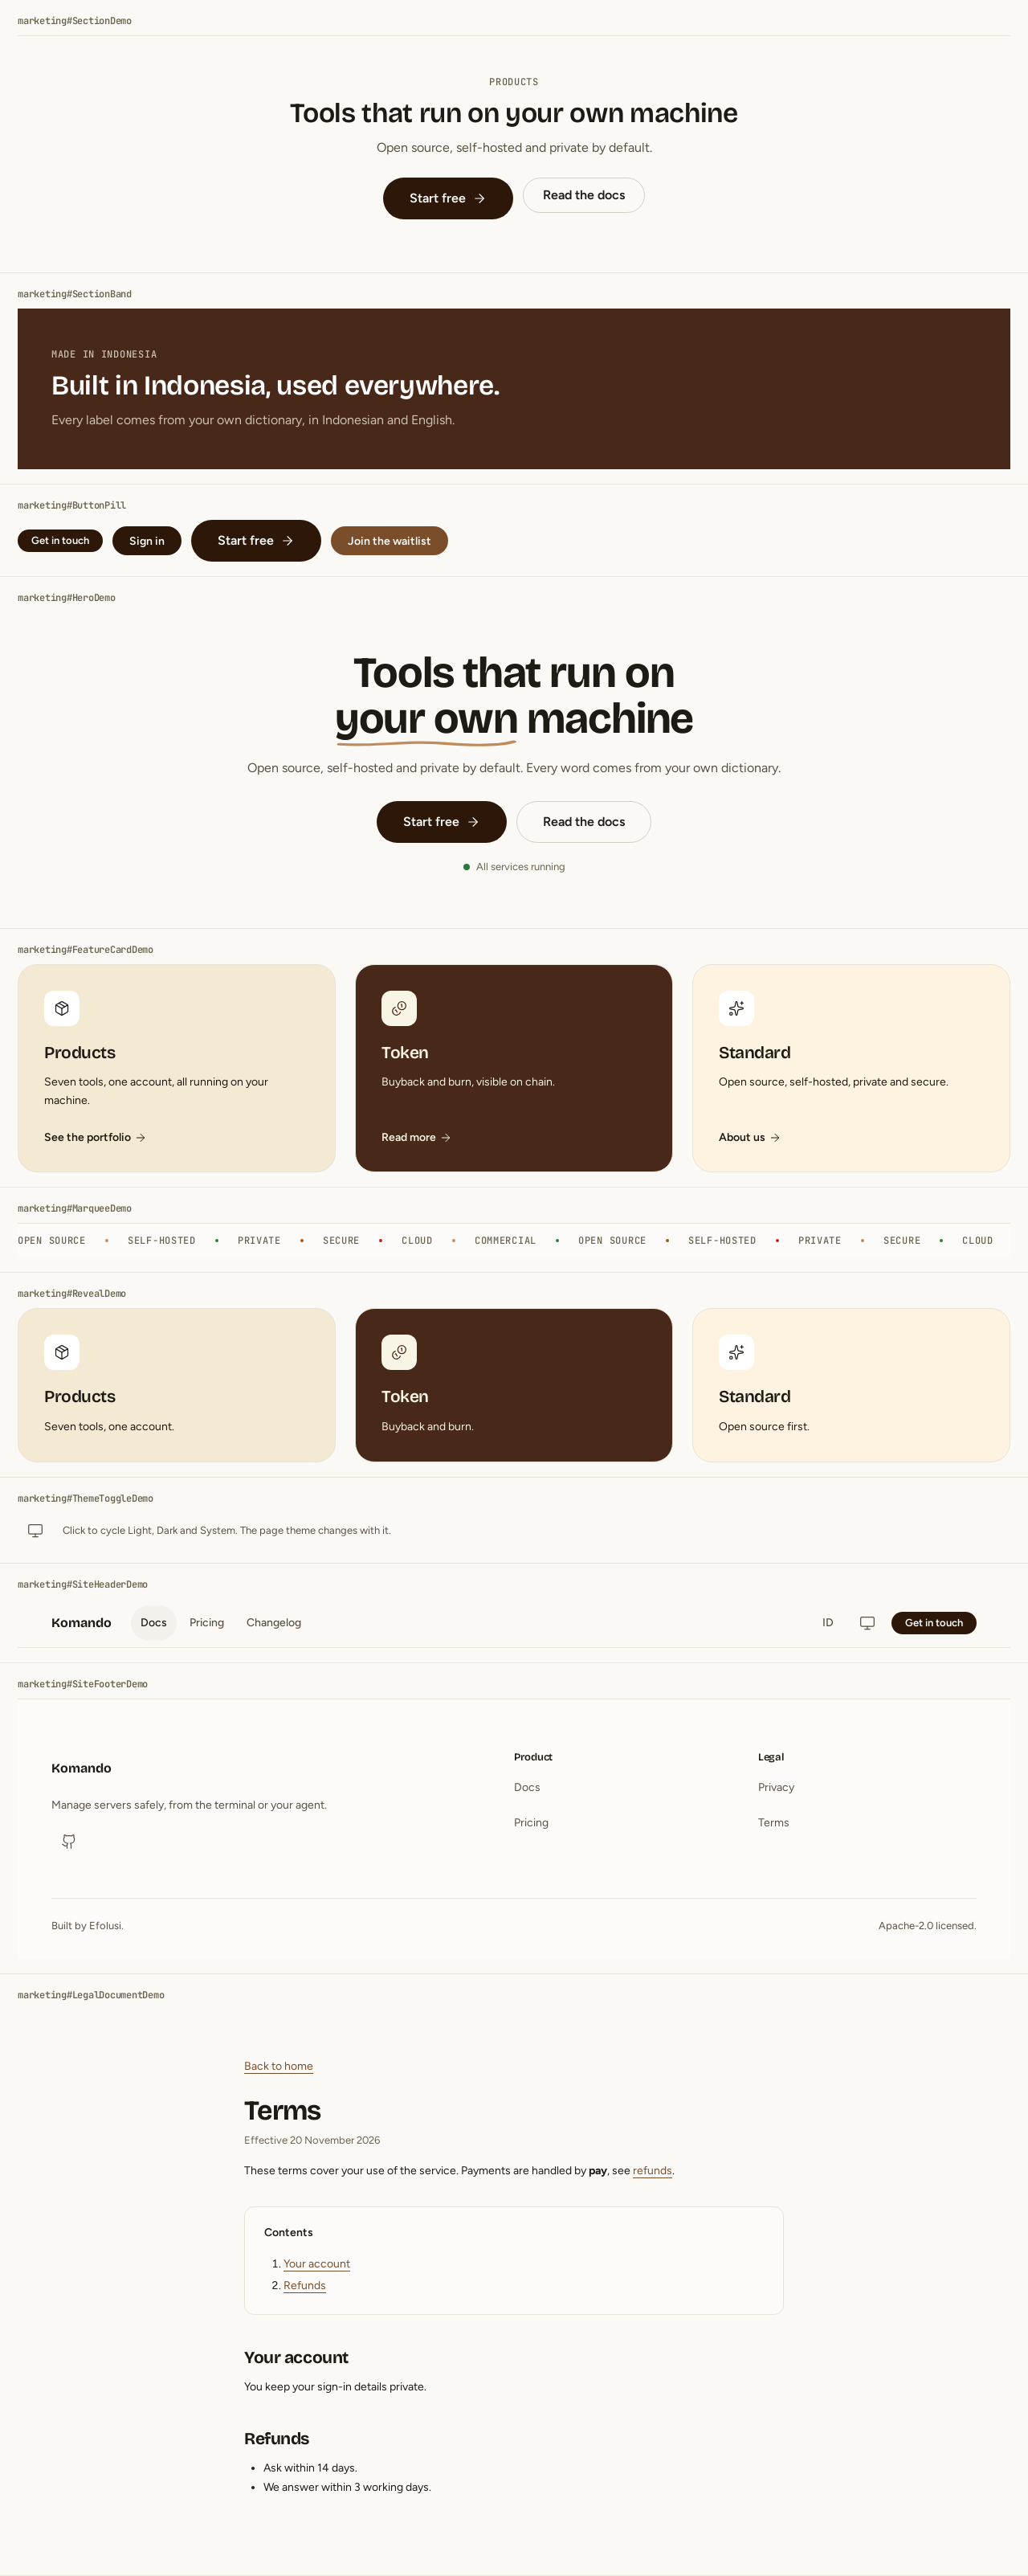 marketing#SectionDemo
PRODUCTS
Tools that run on your own machine
Open source, self-hosted and private by default.
Start free
Read the docs
marketing#SectionBand
MADE IN INDONESIA
Built in Indonesia, used everywhere.
Every label comes from your own dictionary, in Indonesian and English.
marketing#ButtonPill
Get in touch
Sign in
Start free
Join the waitlist
marketing#HeroDemo
Tools that run on
your own machine
Open source, self-hosted and private by default. Every word comes from your own dictionary.
Start free
Read the docs
All services running
marketing#FeatureCardDemo
Products
Seven tools, one account, all running on your
machine.
See the portfolio
Token
Buyback and burn, visible on chain.
Read more
Standard
Open source, self-hosted, private and secure.
About us
marketing#MarqueeDemo
OPEN SOURCE • SELF-HOSTED • PRIVATE • SECURE • CLOUD • COMMERCIAL • OPEN SOURCE • SELF-HOSTED • PRIVATE • SECURE • CLOUD
marketing#RevealDemo
Products
Seven tools, one account.
Token
Buyback and burn.
Standard
Open source first.
marketing#ThemeToggleDemo
Click to cycle Light, Dark and System. The page theme changes with it.
marketing#SiteHeaderDemo
Komando
Docs
Pricing
Changelog
ID
Get in touch
marketing#SiteFooterDemo
Komando
Manage servers safely, from the terminal or your agent.
Product
Docs
Pricing
Legal
Privacy
Terms
Built by Efolusi.
Apache-2.0 licensed.
marketing#LegalDocumentDemo
Back to home
Terms
Effective 20 November 2026
These terms cover your use of the service. Payments are handled by pay, see refunds.
Contents
1. Your account
2. Refunds
Your account
You keep your sign-in details private.
Refunds
• Ask within 14 days.
• We answer within 3 working days.